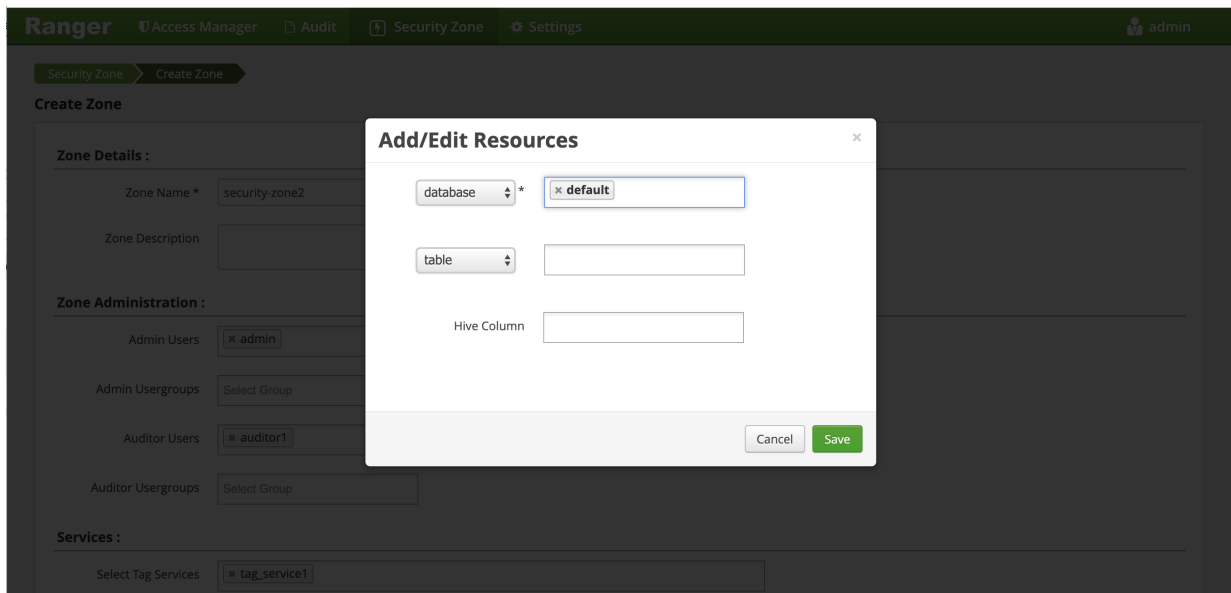 Ranger Access Manager Audit Security Zone Settings admin
Security Zone Create Zone
Create Zone
Add/Edit Resources ×
Zone Details :
database * × default
Zone Name * security-zone2
Zone Description
table
Zone Administration :
Hive Column
Admin Users × admin
Admin Usergroups Select Group
Auditor Users × auditor1
Cancel Save
Auditor Usergroups Select Group
Services :
Select Tag Services × tag_service1